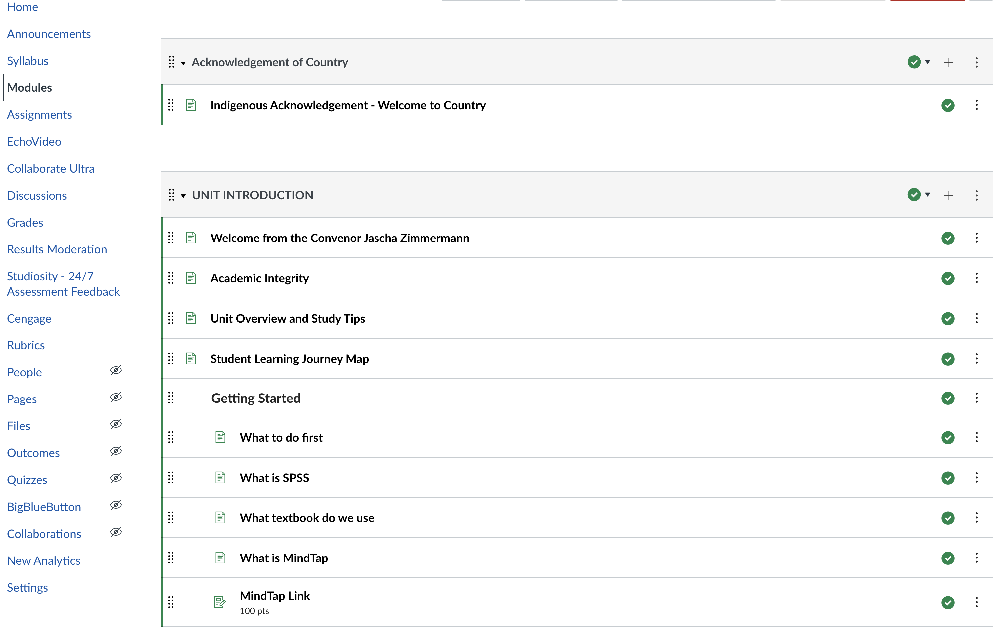 Home
Announcements
Syllabus
Modules
Assignments
EchoVideo
Collaborate Ultra
Discussions
Grades
Results Moderation
Studiosity - 24/7
Assessment Feedback
Cengage
Rubrics
People
Pages
Files
Outcomes
Quizzes
BigBlueButton
Collaborations
New Analytics
Settings
Acknowledgement of Country
Indigenous Acknowledgement - Welcome to Country
UNIT INTRODUCTION
Welcome from the Convenor Jascha Zimmermann
Academic Integrity
Unit Overview and Study Tips
Student Learning Journey Map
Getting Started
What to do first
What is SPSS
What textbook do we use
What is MindTap
MindTap Link
100 pts